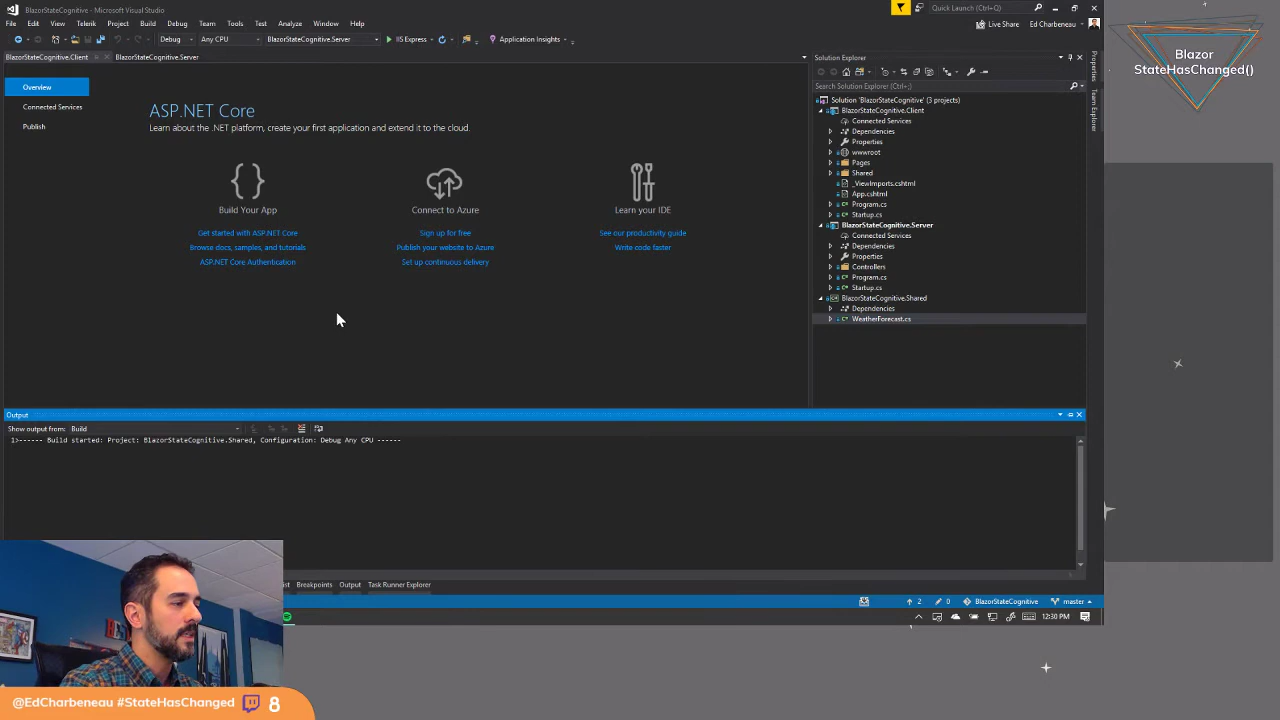 BlazorStateCognitive - Microsoft Visual Studio
Quick Launch (Ctrl+Q)
File Edit View Telerik Project Build Debug Team Tools Test Analyze Window Help
Live Share Ed Charbeneau
Debug Any CPU BlazorStateCognitive.Server IIS Express Application Insights
BlazorStateCognitive.Client BlazorStateCognitive.Server
Overview
Connected Services
Publish
ASP.NET Core
Learn about the .NET platform, create your first application and extend it to the cloud.
Build Your App
Get started with ASP.NET Core
Browse docs, samples, and tutorials
ASP.NET Core Authentication
Connect to Azure
Sign up for free
Publish your website to Azure
Set up continuous delivery
Learn your IDE
See our productivity guide
Write code faster
Solution Explorer
Search Solution Explorer (Ctrl+;)
Solution 'BlazorStateCognitive' (3 projects)
BlazorStateCognitive.Client
Connected Services
Dependencies
Properties
wwwroot
Pages
Shared
_ViewImports.cshtml
App.cshtml
Program.cs
Startup.cs
BlazorStateCognitive.Server
Connected Services
Dependencies
Properties
Controllers
Program.cs
Startup.cs
BlazorStateCognitive.Shared
Dependencies
WeatherForecast.cs
Properties
Team Explorer
Blazor
StateHasChanged()
Output
Show output from: Build
1>------ Build started: Project: BlazorStateCognitive.Shared, Configuration: Debug Any CPU ------
Breakpoints Output Task Runner Explorer
2 0 BlazorStateCognitive master
12:30 PM
@EdCharbeneau #StateHasChanged 8